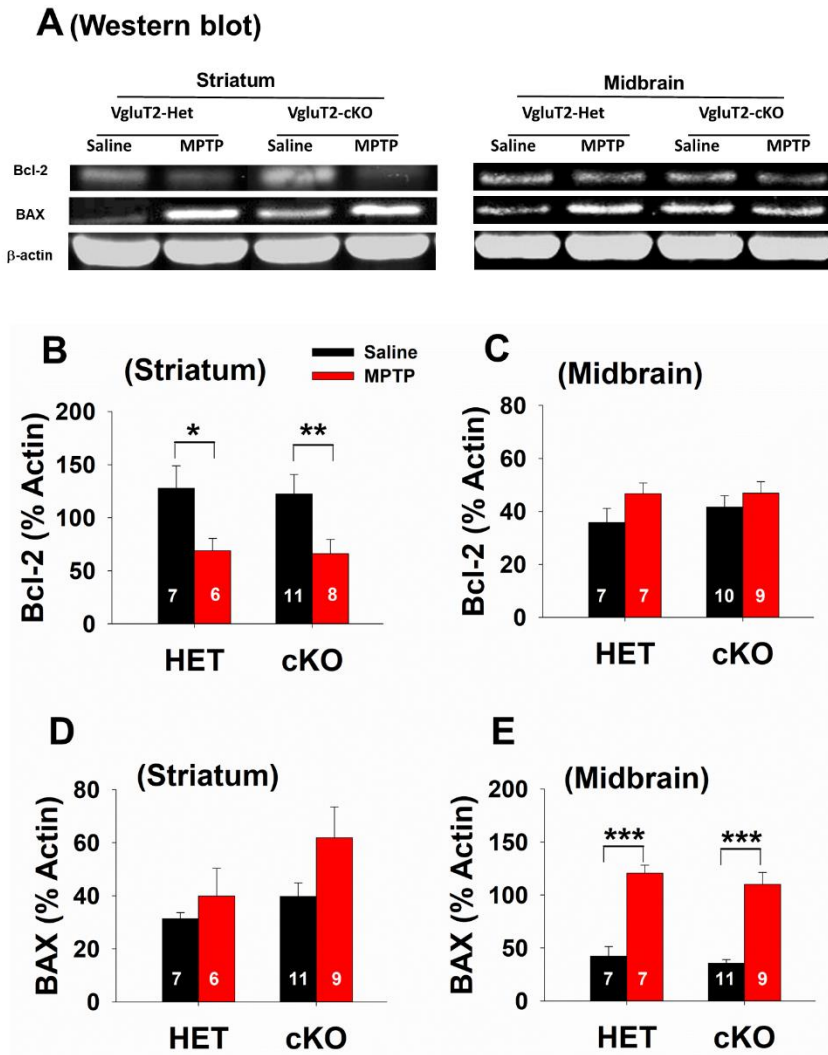 A (Western blot)
Striatum Midbrain
VgluT2-Het VgluT2-cKO VgluT2-Het VgluT2-cKO
Saline MPTP Saline MPTP Saline MPTP Saline MPTP
Bcl-2
BAX
β-actin
B (Striatum) Saline MPTP C (Midbrain)
Bcl-2 (% Actin)
200
150
100
50
0
* **
7 6 11 8
HET cKO
Bcl-2 (% Actin)
80
60
40
20
0
7 7 10 9
HET cKO
D (Striatum)
BAX (% Actin)
80
60
40
20
0
7 6 11 9
HET cKO
E (Midbrain)
BAX (% Actin)
200
150
100
50
0
*** ***
7 7 11 9
HET cKO